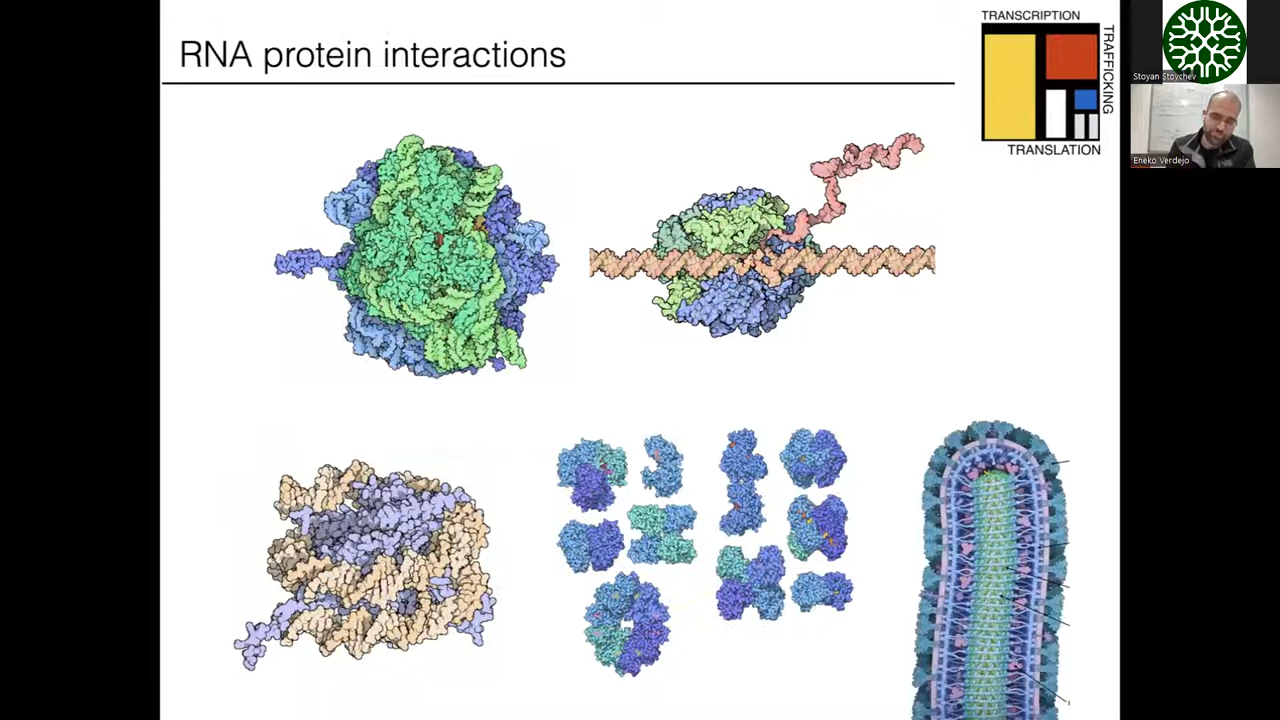 RNA protein interactions
TRANSCRIPTION
TRAFFICKING
TRANSLATION
Stoyan Stoychev
Eneko Verdejo